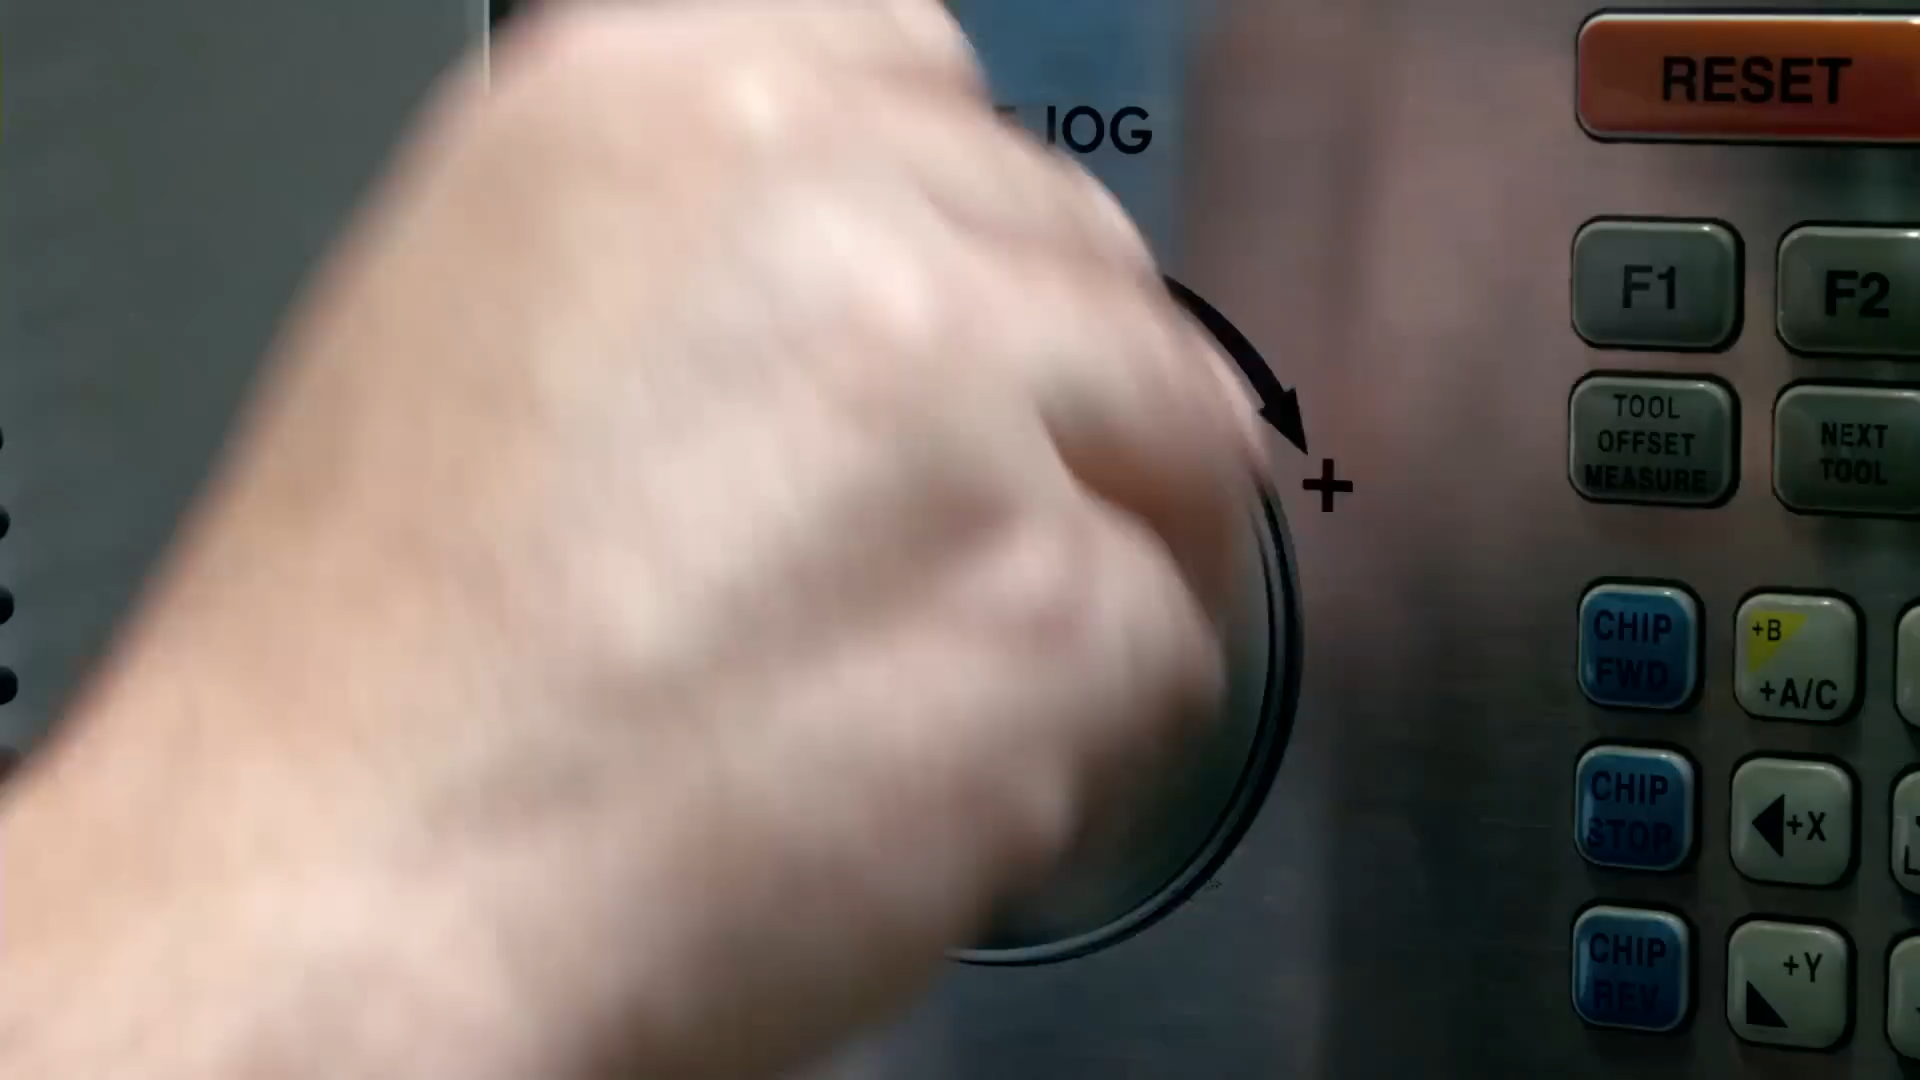 JOG
+
RESET
F1
F2
TOOL
OFFSET
MEASURE
NEXT
TOOL
CHIP
FWD
+B
+A/C
CHIP
STOP
+X
CHIP
REV
+Y